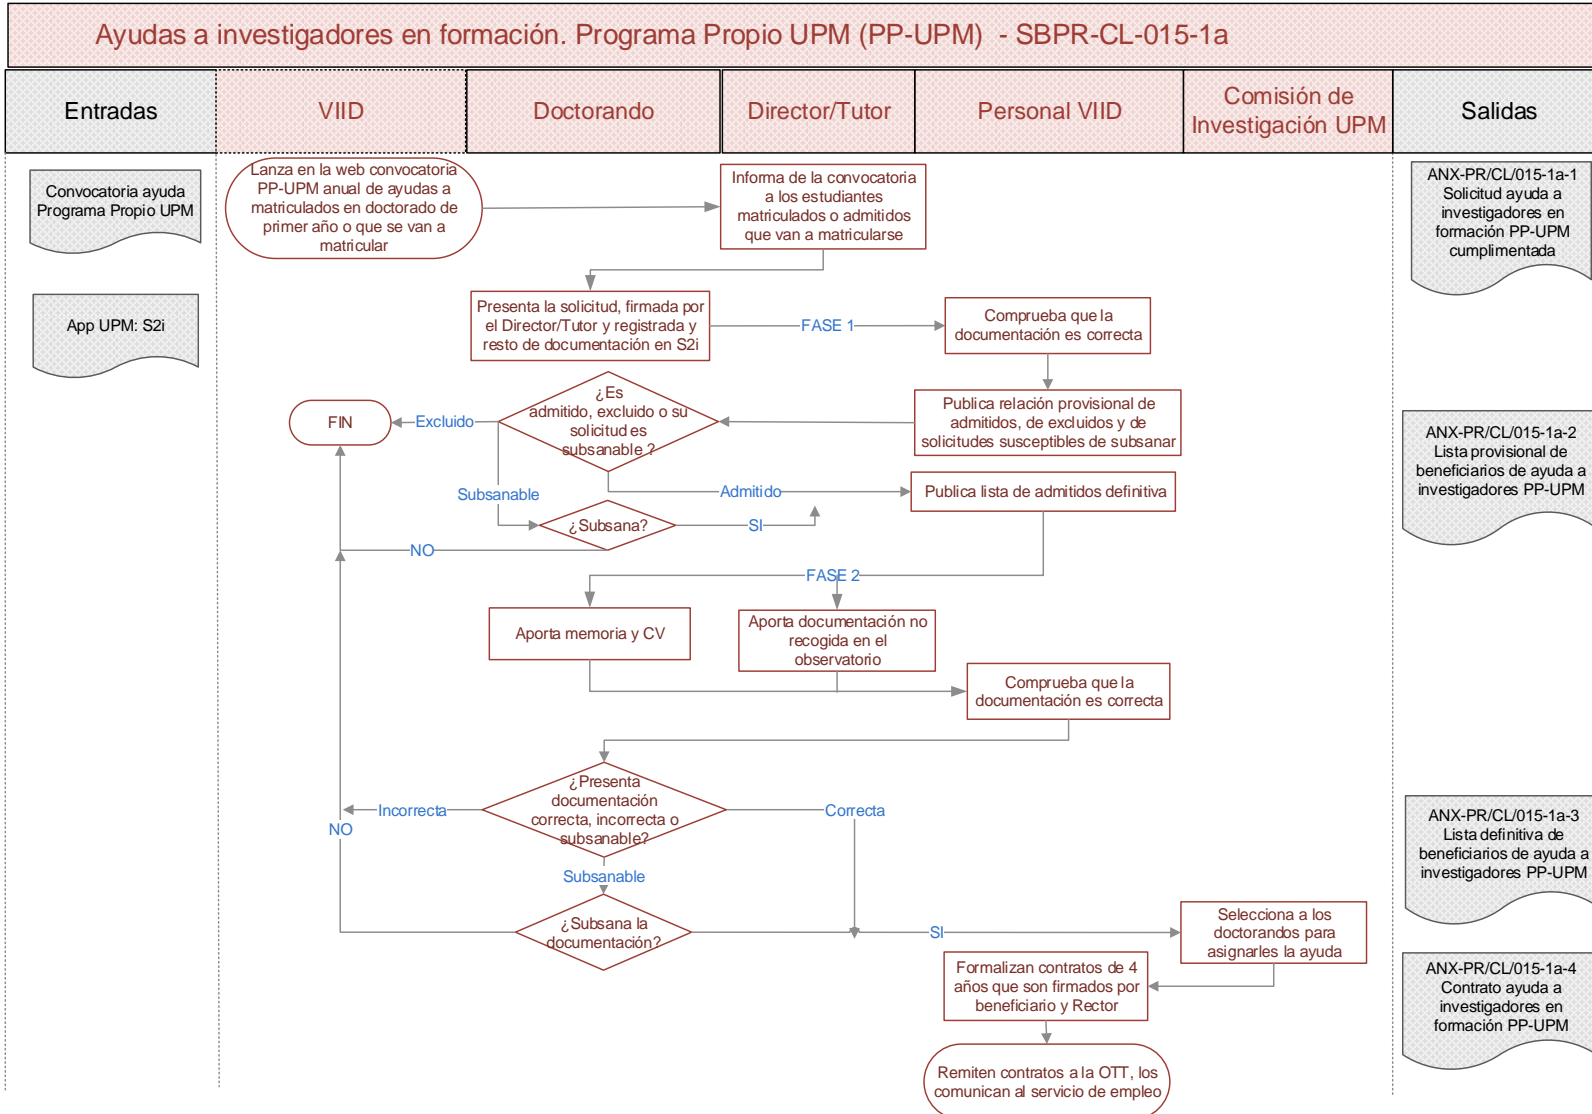 Ayudas a investigadores en formación. Programa Propio UPM (PP-UPM)  - SBPR-CL-015-1a
Entradas
VIID
Doctorando
Director/Tutor
Personal VIID
Comisión de
Investigación UPM
Salidas
Convocatoria ayuda
Programa Propio UPM
App UPM: S2i
Lanza en la web convocatoria
PP-UPM anual de ayudas a
matriculados en doctorado de
primer año o que se van a
matricular
Informa de la convocatoria
a los estudiantes
matriculados o admitidos
que van a matricularse
ANX-PR/CL/015-1a-1
Solicitud ayuda a
investigadores en
formación PP-UPM
cumplimentada
Presenta la solicitud, firmada por
el Director/Tutor y registrada y
resto de documentación en S2i
FASE 1
Comprueba que la
documentación es correcta
Publica relación provisional de
admitidos, de excluidos y de
solicitudes susceptibles de subsanar
¿Es
admitido, excluido o su
solicitud es
subsanable ?
Excluido
FIN
Subsanable
Admitido
Publica lista de admitidos definitiva
¿Subsana?
SI
NO
ANX-PR/CL/015-1a-2
Lista provisional de
beneficiarios de ayuda a
investigadores PP-UPM
FASE 2
Aporta memoria y CV
Aporta documentación no
recogida en el
observatorio
Comprueba que la
documentación es correcta
¿Presenta
documentación
correcta, incorrecta o
subsanable?
Incorrecta
Correcta
NO
Subsanable
¿Subsana la
documentación?
SI
Selecciona a los
doctorandos para
asignarles la ayuda
ANX-PR/CL/015-1a-3
Lista definitiva de
beneficiarios de ayuda a
investigadores PP-UPM
Formalizan contratos de 4
años que son firmados por
beneficiario y Rector
ANX-PR/CL/015-1a-4
Contrato ayuda a
investigadores en
formación PP-UPM
Remiten contratos a la OTT, los
comunican al servicio de empleo